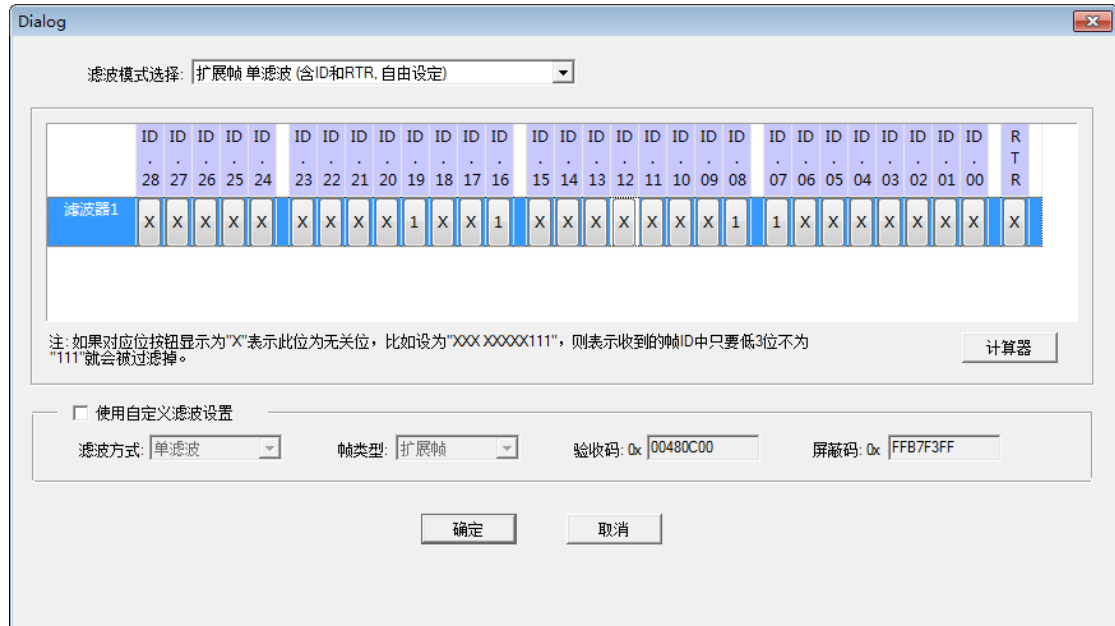 Dialog
滤波模式选择: 扩展帧 单滤波 (含ID和RTR, 自由设定)
ID ID ID ID ID ID ID ID ID ID ID ID ID ID ID ID ID ID ID ID ID ID ID ID ID ID ID ID ID R
. . . . . . . . . . . . . . . . . . . . . . . . . . . . . T
28 27 26 25 24 23 22 21 20 19 18 17 16 15 14 13 12 11 10 09 08 07 06 05 04 03 02 01 00 R
滤波器1 X X X X X X X X X 1 X X 1 X X X X X X X 1 1 X X X X X X X X
注: 如果对应位按钮显示为"X"表示此位为无关位，比如设为"XXX XXXXX111"，则表示收到的帧ID中只要低3位不为
"111"就会被过滤掉。
计算器
使用自定义滤波设置
滤波方式: 单滤波 帧类型: 扩展帧 验收码: 0x 00480C00 屏蔽码: 0x FFB7F3FF
确定 取消